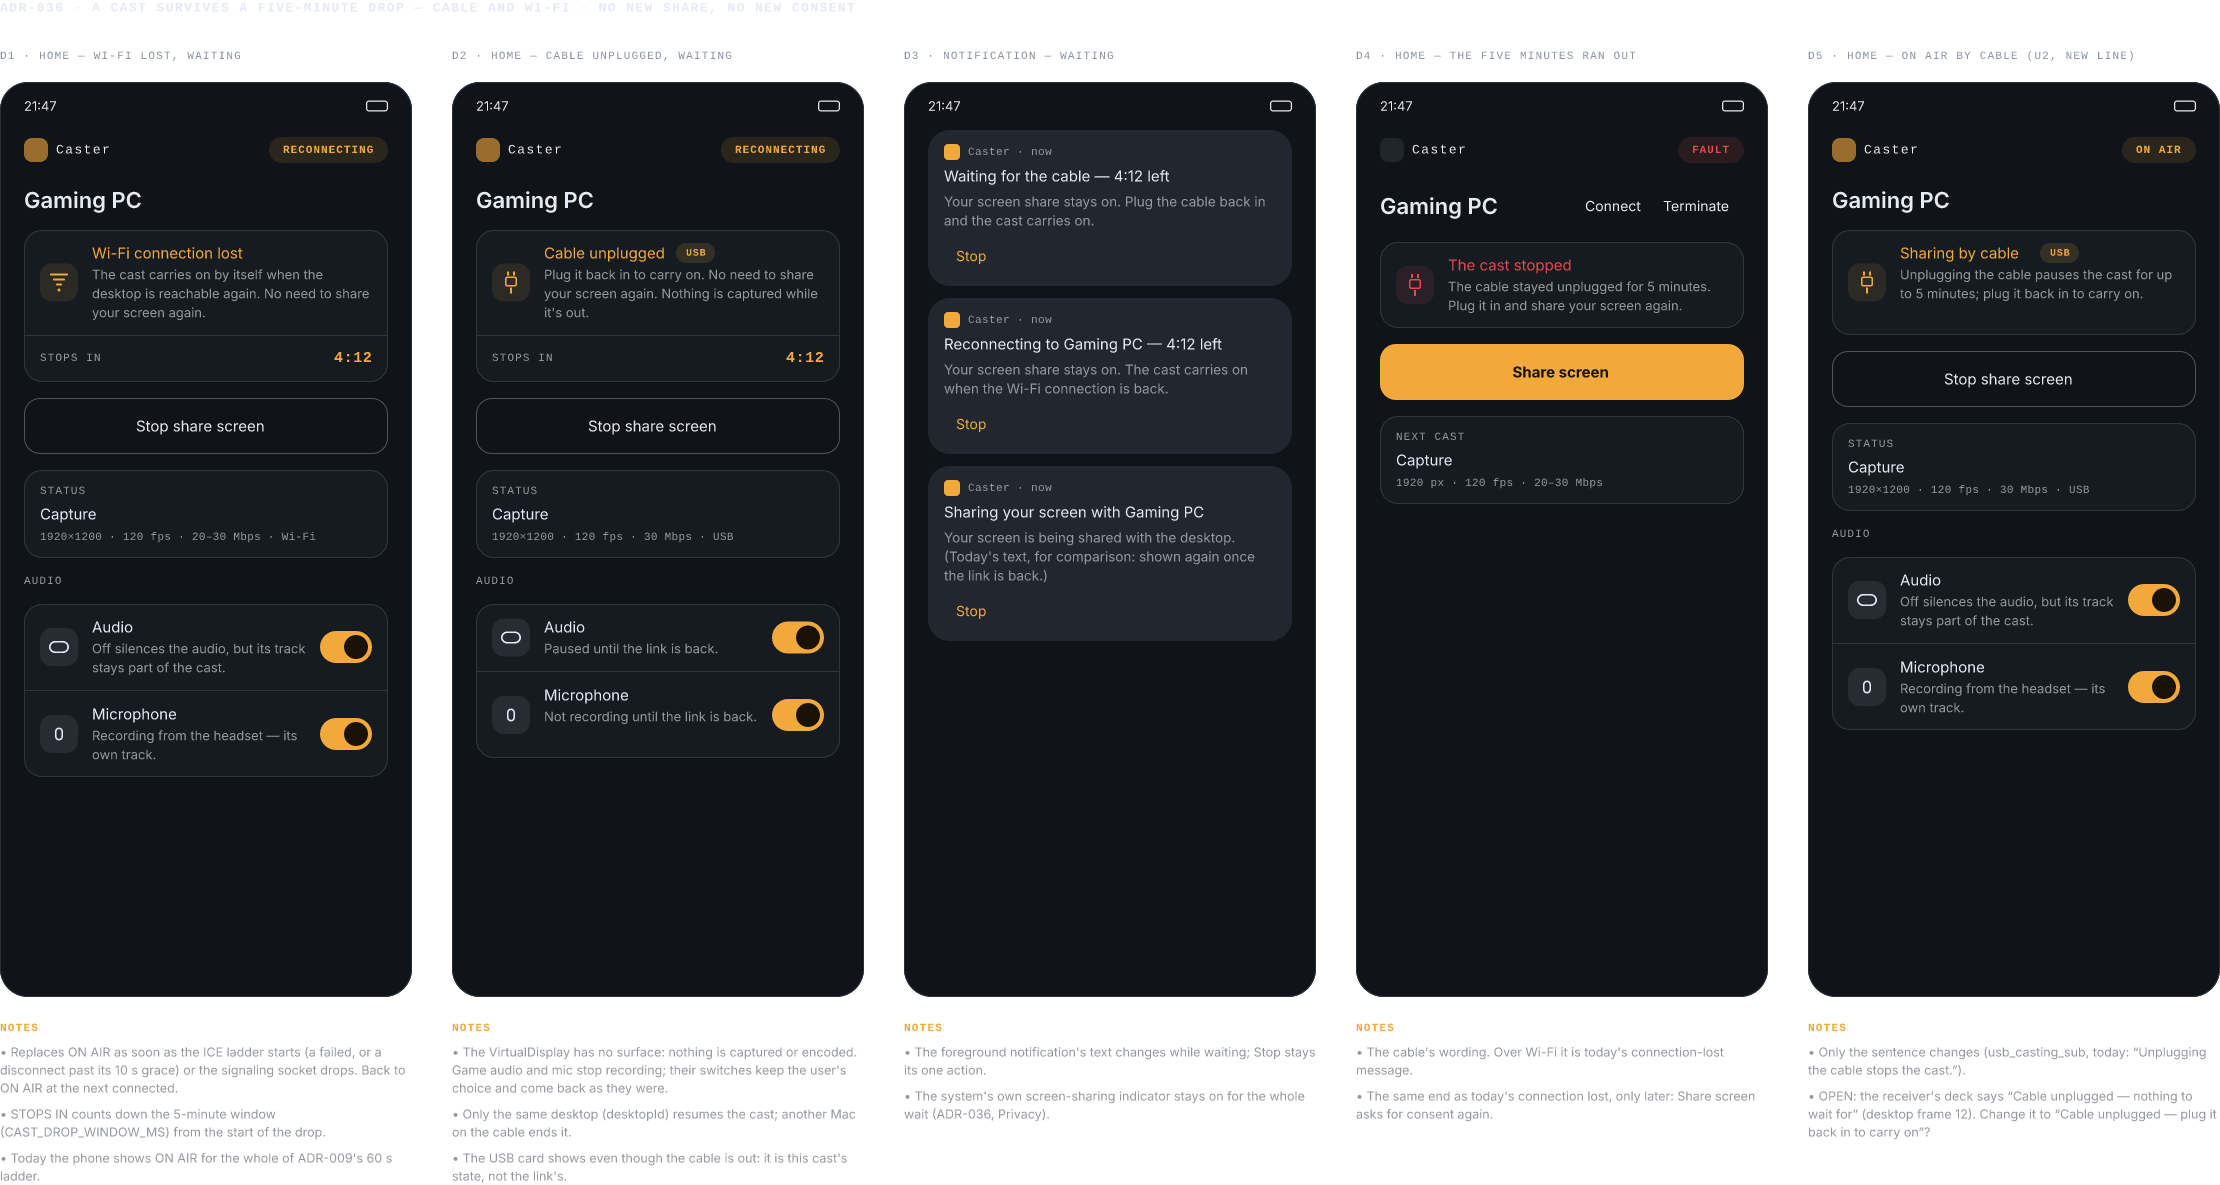 ADR-036 · A CAST SURVIVES A FIVE-MINUTE DROP — CABLE AND WI-FI · NO NEW SHARE, NO NEW CONSENT
D1 · HOME — WI-FI LOST, WAITING
21:47
Caster
RECONNECTING
Gaming PC
Wi-Fi connection lost
The cast carries on by itself when the
desktop is reachable again. No need to share
your screen again.
STOPS IN
4:12
Stop share screen
STATUS
Capture
1920×1200 · 120 fps · 20–30 Mbps · Wi-Fi
AUDIO
Audio
Off silences the audio, but its track
stays part of the cast.
Microphone
Recording from the headset — its
own track.
NOTES
• Replaces ON AIR as soon as the ICE ladder starts (a failed, or a
disconnect past its 10 s grace) or the signaling socket drops. Back to
ON AIR at the next connected.
• STOPS IN counts down the 5-minute window
(CAST_DROP_WINDOW_MS) from the start of the drop.
• Today the phone shows ON AIR for the whole of ADR-009's 60 s
ladder.
D2 · HOME — CABLE UNPLUGGED, WAITING
21:47
Caster
RECONNECTING
Gaming PC
Cable unplugged
USB
Plug it back in to carry on. No need to share
your screen again. Nothing is captured while
it's out.
STOPS IN
4:12
Stop share screen
STATUS
Capture
1920×1200 · 120 fps · 30 Mbps · USB
AUDIO
Audio
Paused until the link is back.
Microphone
Not recording until the link is back.
NOTES
• The VirtualDisplay has no surface: nothing is captured or encoded.
Game audio and mic stop recording; their switches keep the user's
choice and come back as they were.
• Only the same desktop (desktopId) resumes the cast; another Mac
on the cable ends it.
• The USB card shows even though the cable is out: it is this cast's
state, not the link's.
D3 · NOTIFICATION — WAITING
21:47
Caster · now
Waiting for the cable — 4:12 left
Your screen share stays on. Plug the cable back in
and the cast carries on.
Stop
Caster · now
Reconnecting to Gaming PC — 4:12 left
Your screen share stays on. The cast carries on
when the Wi-Fi connection is back.
Stop
Caster · now
Sharing your screen with Gaming PC
Your screen is being shared with the desktop.
(Today's text, for comparison: shown again once
the link is back.)
Stop
NOTES
• The foreground notification's text changes while waiting; Stop stays
its one action.
• The system's own screen-sharing indicator stays on for the whole
wait (ADR-036, Privacy).
D4 · HOME — THE FIVE MINUTES RAN OUT
21:47
Caster
FAULT
Gaming PC
Connect
Terminate
The cast stopped
The cable stayed unplugged for 5 minutes.
Plug it in and share your screen again.
Share screen
NEXT CAST
Capture
1920 px · 120 fps · 20–30 Mbps
NOTES
• The cable's wording. Over Wi-Fi it is today's connection-lost
message.
• The same end as today's connection lost, only later: Share screen
asks for consent again.
D5 · HOME — ON AIR BY CABLE (U2, NEW LINE)
21:47
Caster
ON AIR
Gaming PC
Sharing by cable
USB
Unplugging the cable pauses the cast for up
to 5 minutes; plug it back in to carry on.
Stop share screen
STATUS
Capture
1920×1200 · 120 fps · 30 Mbps · USB
AUDIO
Audio
Off silences the audio, but its track
stays part of the cast.
Microphone
Recording from the headset — its
own track.
NOTES
• Only the sentence changes (usb_casting_sub, today: “Unplugging
the cable stops the cast.”).
• OPEN: the receiver's deck says “Cable unplugged — nothing to
wait for” (desktop frame 12). Change it to “Cable unplugged — plug it
back in to carry on”?